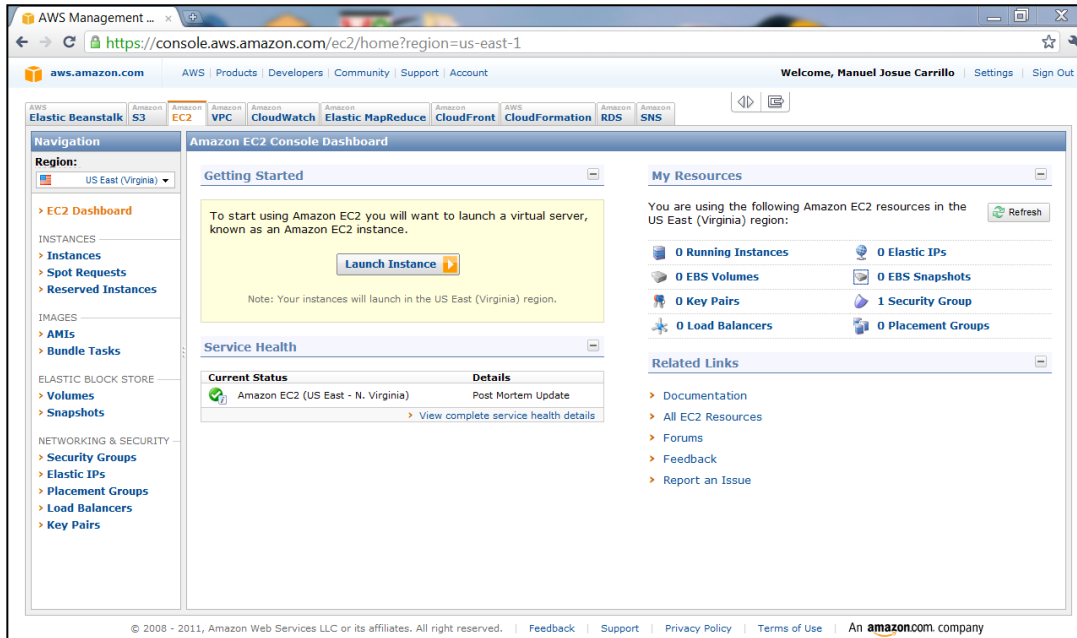 AWS Management ...
https://console.aws.amazon.com/ec2/home?region=us-east-1
aws.amazon.com AWS | Products | Developers | Community | Support | Account Welcome, Manuel Josue Carrillo | Settings | Sign Out
AWS Elastic Beanstalk Amazon S3 Amazon EC2 Amazon VPC Amazon CloudWatch Amazon Elastic MapReduce Amazon CloudFront AWS CloudFormation Amazon RDS Amazon SNS
Navigation
Region:
US East (Virginia)
> EC2 Dashboard
INSTANCES
> Instances
> Spot Requests
> Reserved Instances
IMAGES
> AMIs
> Bundle Tasks
ELASTIC BLOCK STORE
> Volumes
> Snapshots
NETWORKING & SECURITY
> Security Groups
> Elastic IPs
> Placement Groups
> Load Balancers
> Key Pairs
Amazon EC2 Console Dashboard
Getting Started
To start using Amazon EC2 you will want to launch a virtual server,
known as an Amazon EC2 instance.
Launch Instance
Note: Your instances will launch in the US East (Virginia) region.
Service Health
Current Status Details
Amazon EC2 (US East - N. Virginia) Post Mortem Update
> View complete service health details
My Resources
You are using the following Amazon EC2 resources in the
US East (Virginia) region:
Refresh
0 Running Instances 0 Elastic IPs
0 EBS Volumes 0 EBS Snapshots
0 Key Pairs 1 Security Group
0 Load Balancers 0 Placement Groups
Related Links
> Documentation
> All EC2 Resources
> Forums
> Feedback
> Report an Issue
© 2008 - 2011, Amazon Web Services LLC or its affiliates. All right reserved. | Feedback | Support | Privacy Policy | Terms of Use | An amazon.com. company